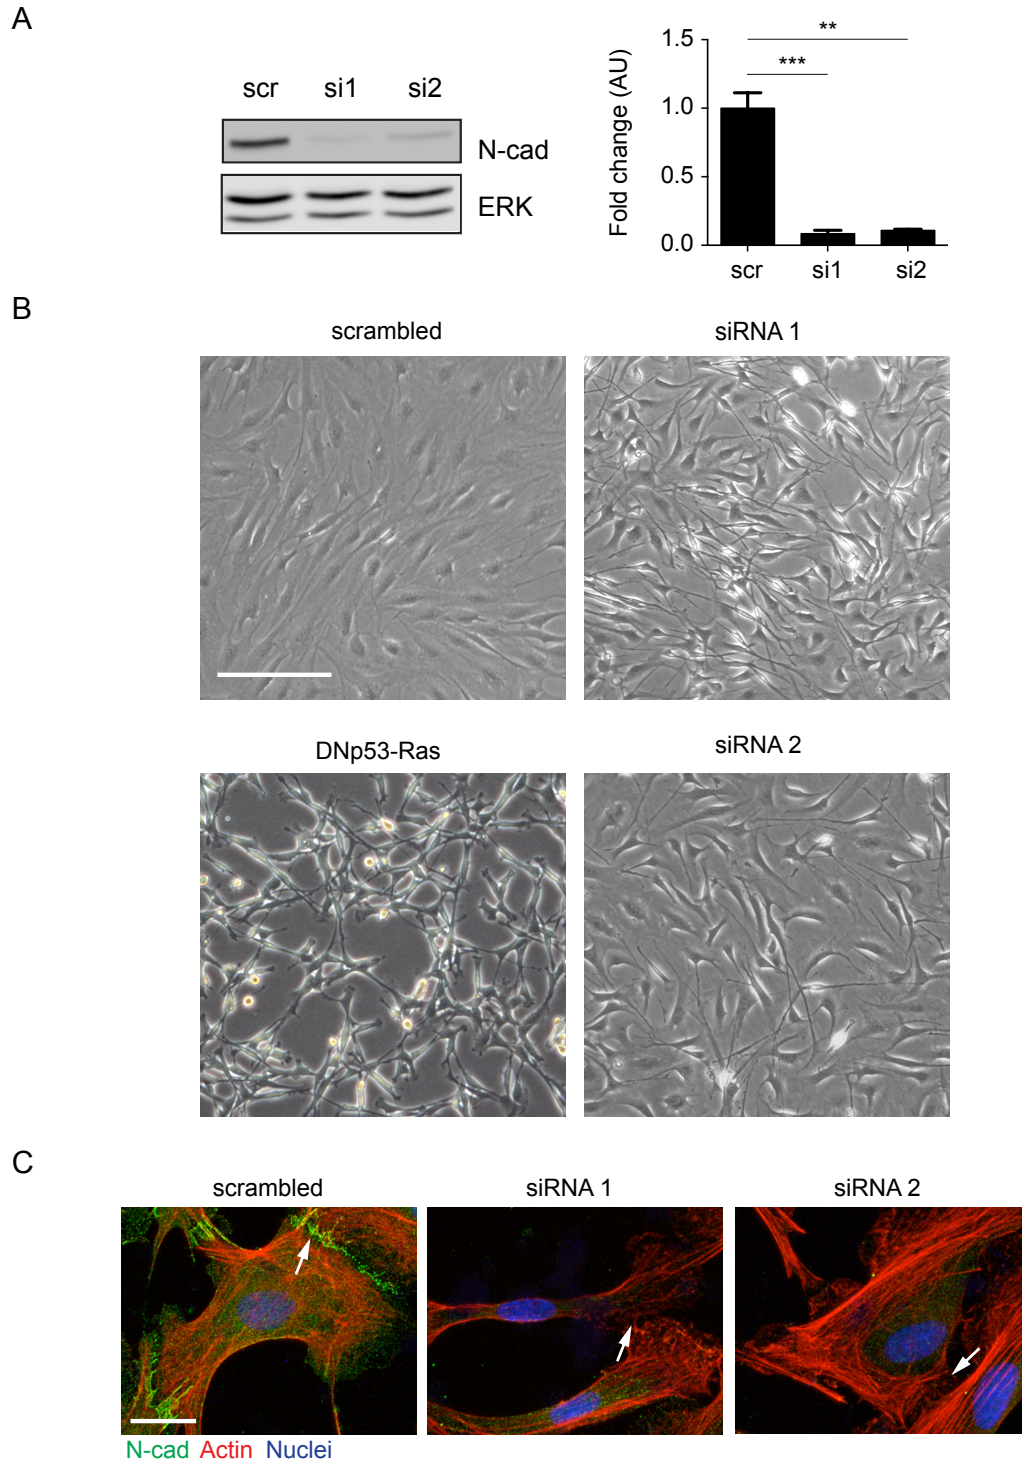 A
scr si1 si2
N-cad
ERK
Fold change (AU)
1.5
1.0
0.5
0.0
**
***
scr si1 si2
B
scrambled siRNA 1
DNp53-Ras siRNA 2
C
scrambled siRNA 1 siRNA 2
N-cad Actin Nuclei